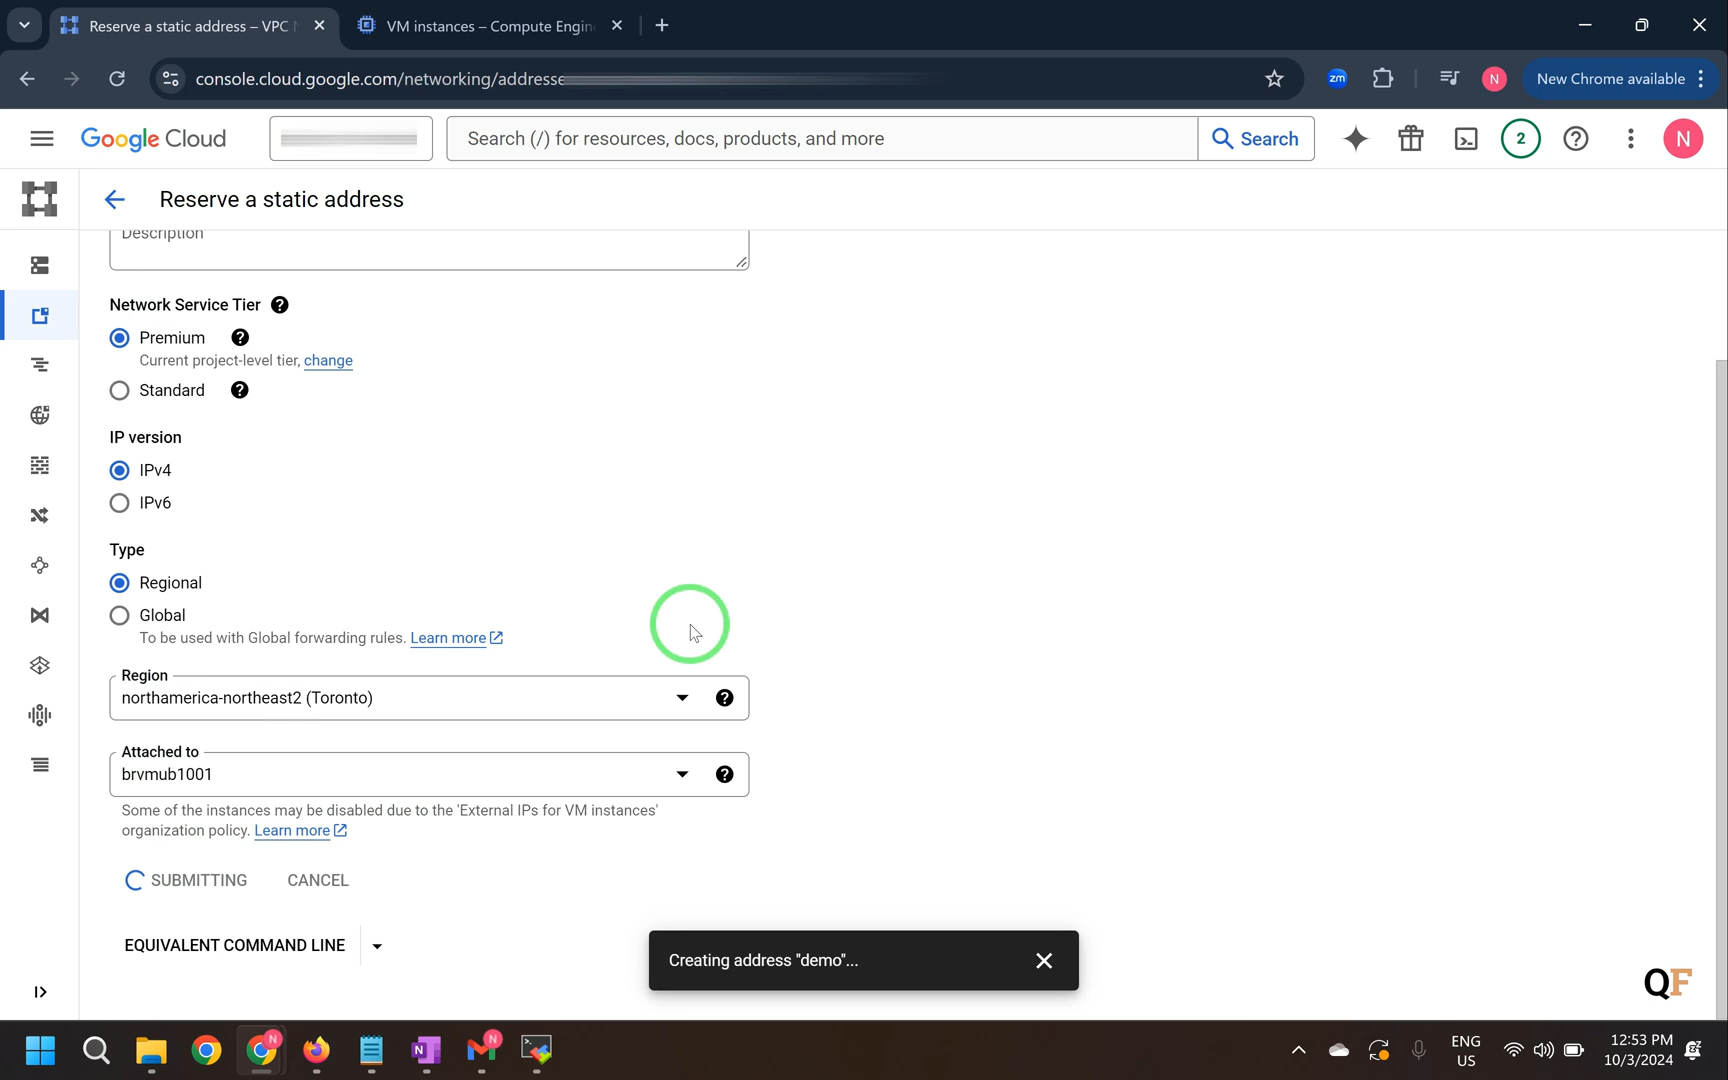 Reserve a static address – VPC
VM instances – Compute Engin
console.cloud.google.com/networking/addresse
zm
N
New Chrome available
Google Cloud
Search (/) for resources, docs, products, and more
Search
2
N
Reserve a static address
Description
Network Service Tier
Premium
Current project-level tier, change
Standard
IP version
IPv4
IPv6
Type
Regional
Global
To be used with Global forwarding rules. Learn more
Region
northamerica-northeast2 (Toronto)
Attached to
brvmub1001
Some of the instances may be disabled due to the 'External IPs for VM instances'
organization policy. Learn more
SUBMITTING
CANCEL
EQUIVALENT COMMAND LINE
Creating address "demo"...
QF
N
N
N
ENG
US
12:53 PM
10/3/2024